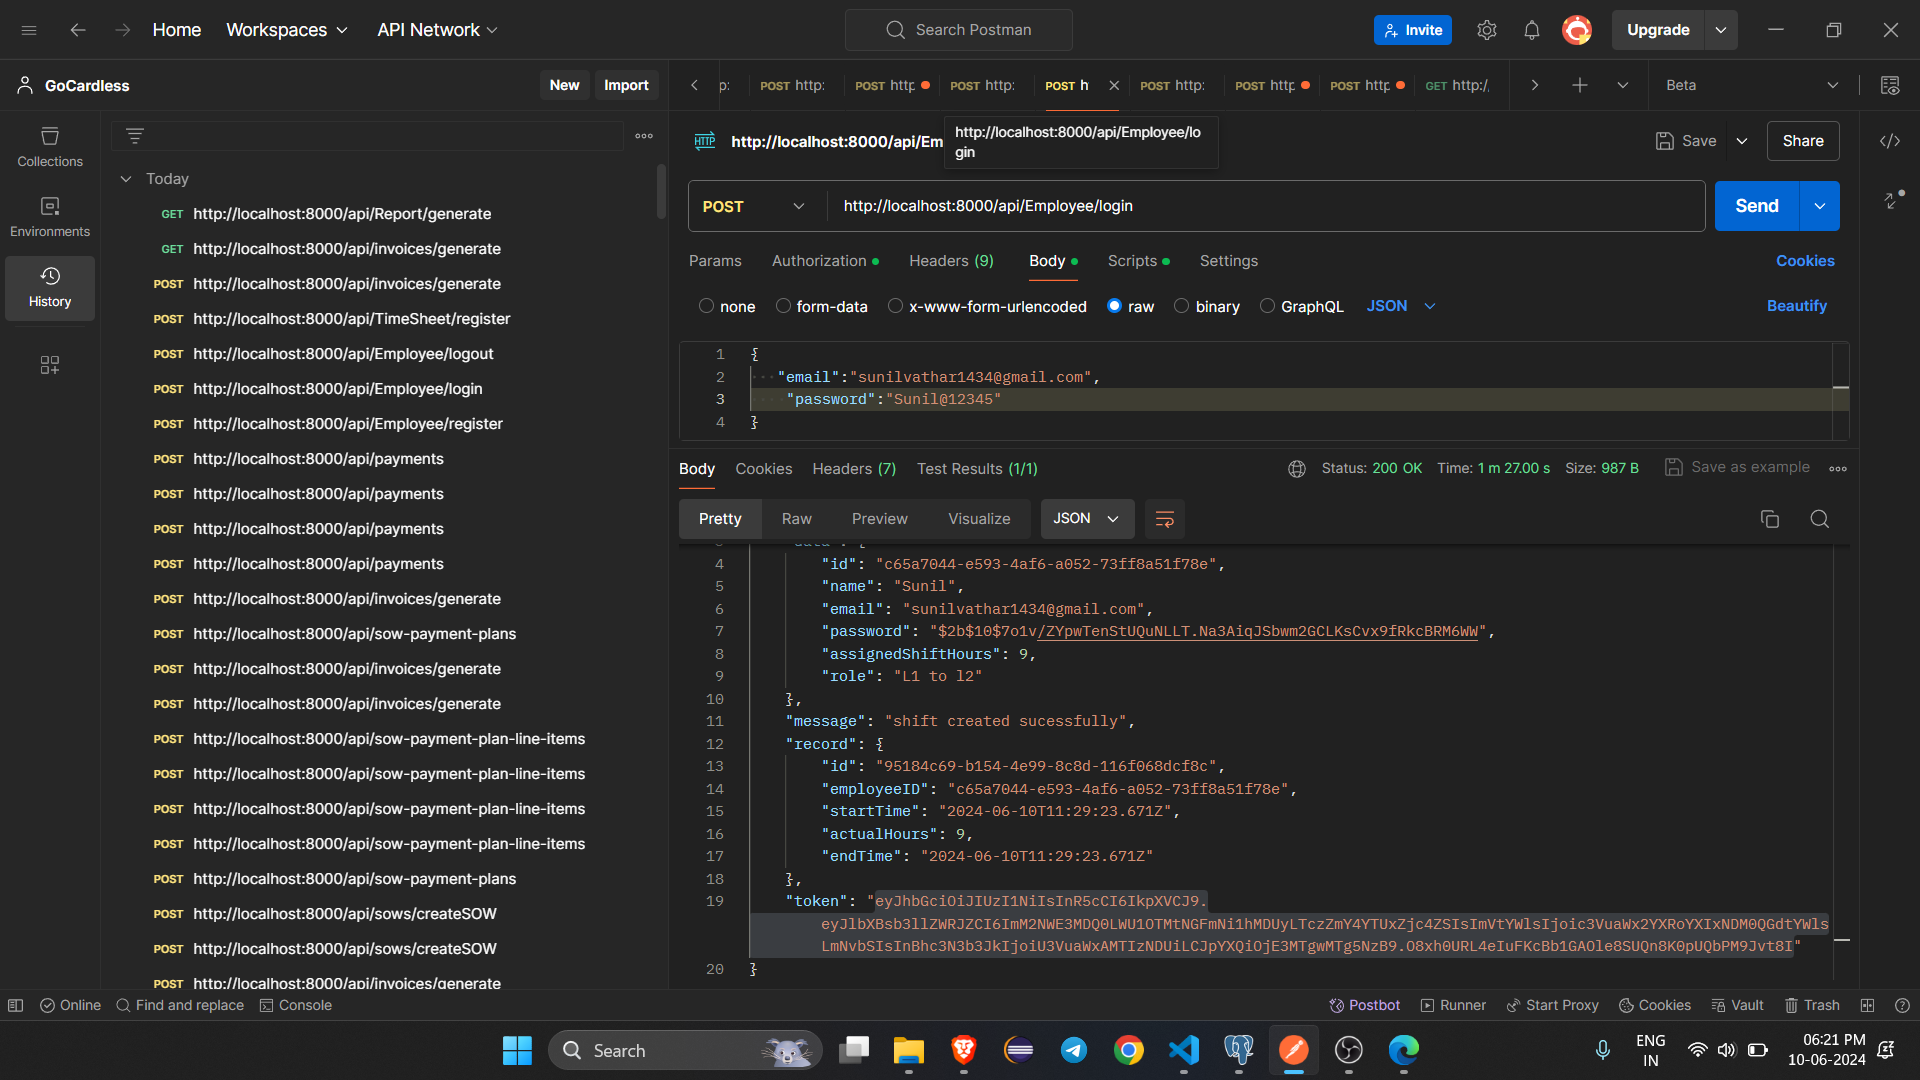 Home
Workspaces
API Network
Search Postman
Invite
Upgrade
GoCardless
New
Import
p:
POST http:
POST http
POST http:
POST h
POST http:
POST http
POST http
GET http:/
Beta
Collections
Environments
History
Today
GET http://localhost:8000/api/Report/generate
GET http://localhost:8000/api/invoices/generate
POST http://localhost:8000/api/invoices/generate
POST http://localhost:8000/api/TimeSheet/register
POST http://localhost:8000/api/Employee/logout
POST http://localhost:8000/api/Employee/login
POST http://localhost:8000/api/Employee/register
POST http://localhost:8000/api/payments
POST http://localhost:8000/api/payments
POST http://localhost:8000/api/payments
POST http://localhost:8000/api/payments
POST http://localhost:8000/api/invoices/generate
POST http://localhost:8000/api/sow-payment-plans
POST http://localhost:8000/api/invoices/generate
POST http://localhost:8000/api/invoices/generate
POST http://localhost:8000/api/sow-payment-plan-line-items
POST http://localhost:8000/api/sow-payment-plan-line-items
POST http://localhost:8000/api/sow-payment-plan-line-items
POST http://localhost:8000/api/sow-payment-plan-line-items
POST http://localhost:8000/api/sow-payment-plans
POST http://localhost:8000/api/sows/createSOW
POST http://localhost:8000/api/sows/createSOW
POST http://localhost:8000/api/invoices/generate
HTTP http://localhost:8000/api/Em
http://localhost:8000/api/Employee/lo
gin
Save
Share
POST
http://localhost:8000/api/Employee/login
Send
Params
Authorization
Headers (9)
Body
Scripts
Settings
Cookies
none
form-data
x-www-form-urlencoded
raw
binary
GraphQL
JSON
Beautify
1 {
2 "email":"sunilvathar1434@gmail.com",
3 "password":"Sunil@12345"
4 }
Body
Cookies
Headers (7)
Test Results (1/1)
Status: 200 OK
Time: 1 m 27.00 s
Size: 987 B
Save as example
Pretty
Raw
Preview
Visualize
JSON
3 "data": {
4 "id": "c65a7044-e593-4af6-a052-73ff8a51f78e",
5 "name": "Sunil",
6 "email": "sunilvathar1434@gmail.com",
7 "password": "$2b$10$7o1v/ZYpwTenStUQuNLLT.Na3AiqJSbwm2GCLKsCvx9fRkcBRM6WW",
8 "assignedShiftHours": 9,
9 "role": "L1 to l2"
10 },
11 "message": "shift created sucessfully",
12 "record": {
13 "id": "95184c69-b154-4e99-8c8d-116f068dcf8c",
14 "employeeID": "c65a7044-e593-4af6-a052-73ff8a51f78e",
15 "startTime": "2024-06-10T11:29:23.671Z",
16 "actualHours": 9,
17 "endTime": "2024-06-10T11:29:23.671Z"
18 },
19 "token": "eyJhbGciOiJIUzI1NiIsInR5cCI6IkpXVCJ9.
eyJlbXBsb3llZWRJZCI6ImM2NWE3MDQ0LWU1OTMtNGFmNi1hMDUyLTczZmY4YTUxZjc4ZSIsImVtYWlsIjoic3VuaWx2YXRoYXIxNDM0QGdtYWls
LmNvbSIsInBhc3N3b3JkIjoiU3VuaWxAMTIzNDUiLCJpYXQiOjE3MTgwMTg5NzB9.O8xh0URL4eIuFKcBb1GAOle8SUQn8K0pUQbPM9Jvt8I"
20 }
Online
Find and replace
Console
Postbot
Runner
Start Proxy
Cookies
Vault
Trash
Search
ENG
IN
06:21 PM
10-06-2024